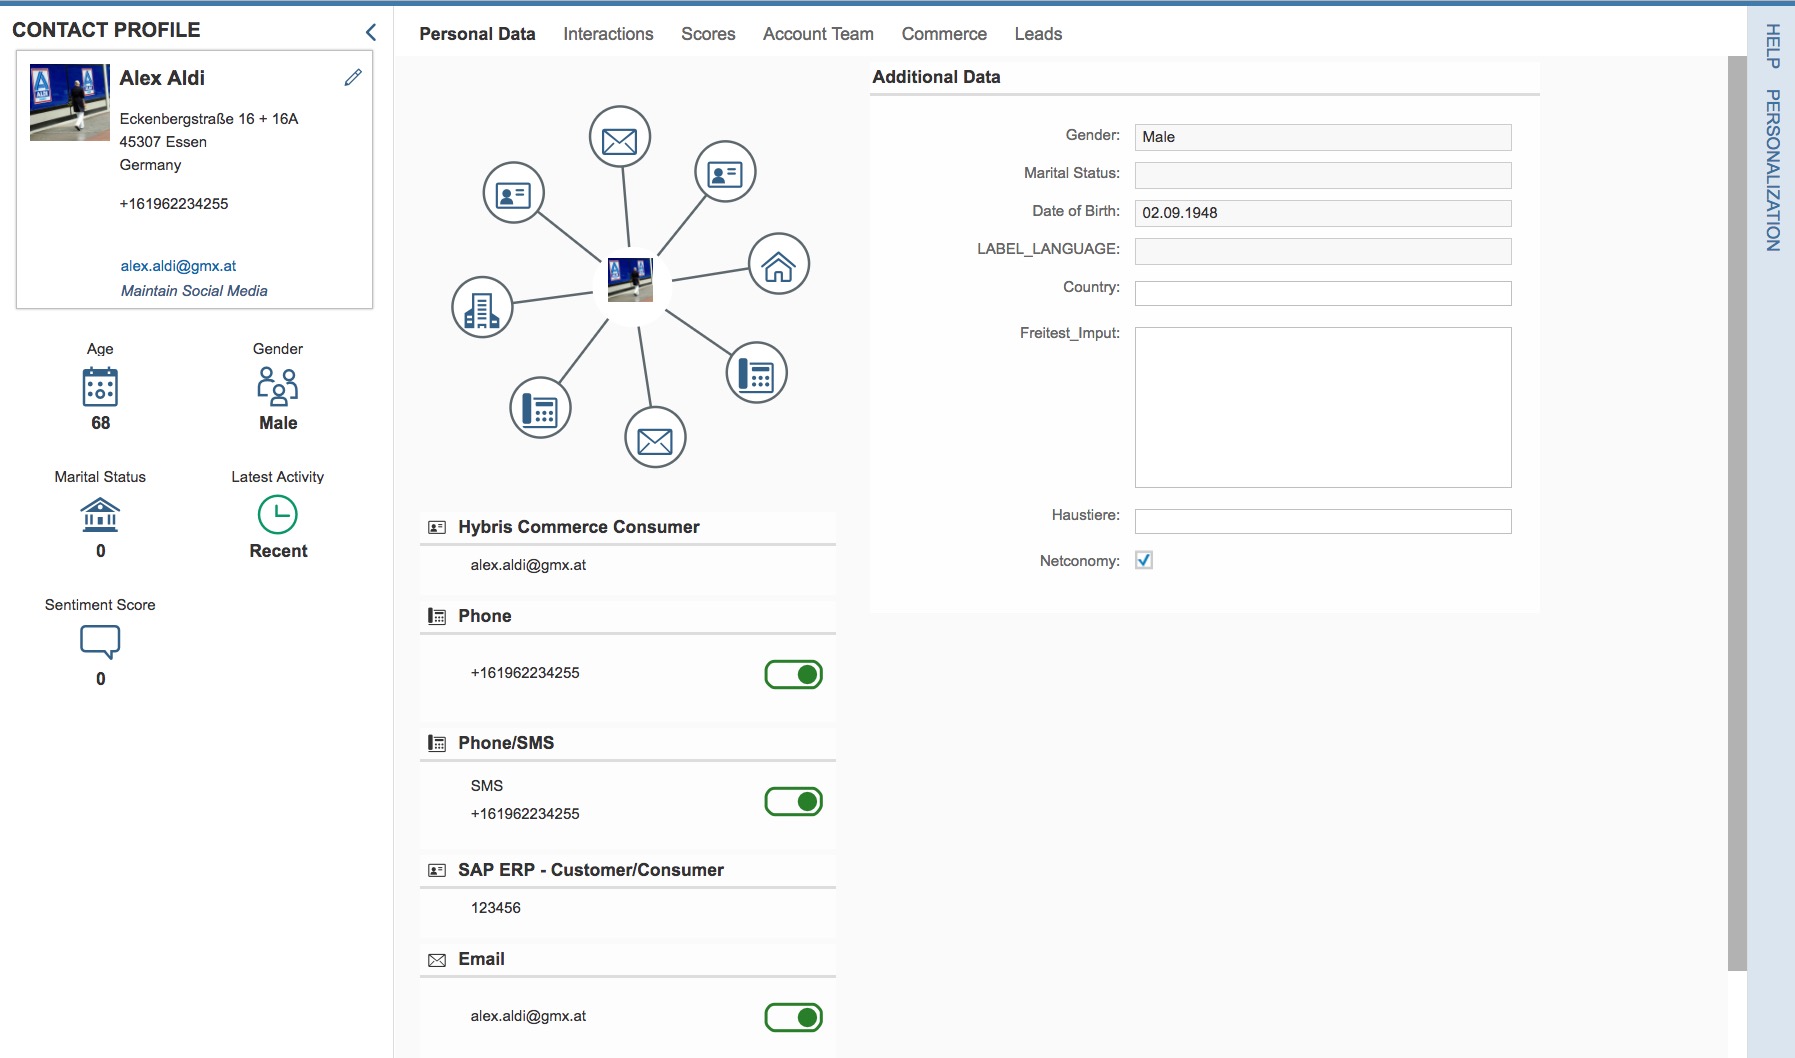 CONTACT PROFILE
Alex Aldi
Eckenbergstraße 16 + 16A
45307 Essen
Germany
+161962234255
alex.aldi@gmx.at
Maintain Social Media
Age
68
Gender
Male
Marital Status
0
Latest Activity
Recent
Sentiment Score
0
Personal Data Interactions Scores Account Team Commerce Leads
Hybris Commerce Consumer
alex.aldi@gmx.at
Phone
+161962234255
Phone/SMS
SMS
+161962234255
SAP ERP - Customer/Consumer
123456
Email
alex.aldi@gmx.at
Additional Data
Gender: Male
Marital Status:
Date of Birth: 02.09.1948
LABEL_LANGUAGE:
Country:
Freitest_Imput:
Haustiere:
Netconomy:
HELP
PERSONALIZATION